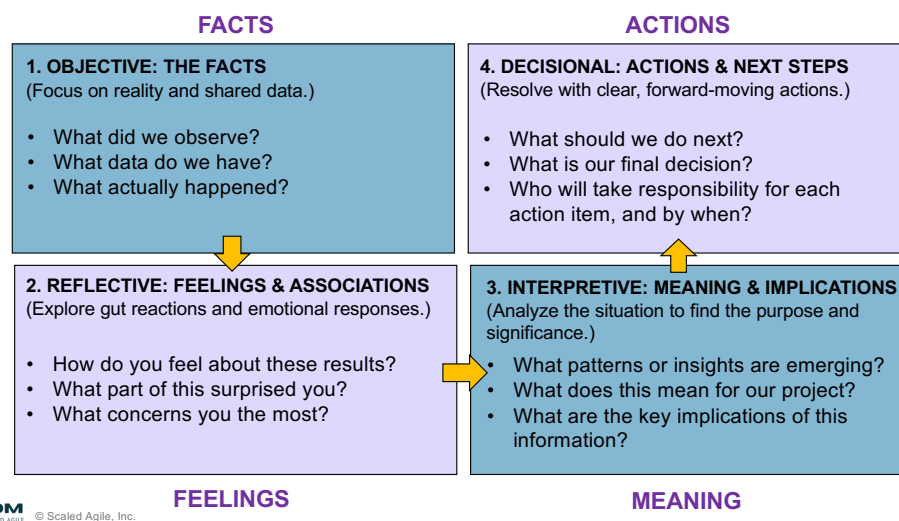 FACTS
ACTIONS
1. OBJECTIVE: THE FACTS
(Focus on reality and shared data.)
• What did we observe?
• What data do we have?
• What actually happened?
4. DECISIONAL: ACTIONS & NEXT STEPS
(Resolve with clear, forward-moving actions.)
• What should we do next?
• What is our final decision?
• Who will take responsibility for each
action item, and by when?
2. REFLECTIVE: FEELINGS & ASSOCIATIONS
(Explore gut reactions and emotional responses.)
• How do you feel about these results?
• What part of this surprised you?
• What concerns you the most?
3. INTERPRETIVE: MEANING & IMPLICATIONS
(Analyze the situation to find the purpose and
significance.)
• What patterns or insights are emerging?
• What does this mean for our project?
• What are the key implications of this
information?
FEELINGS
MEANING
© Scaled Agile, Inc.